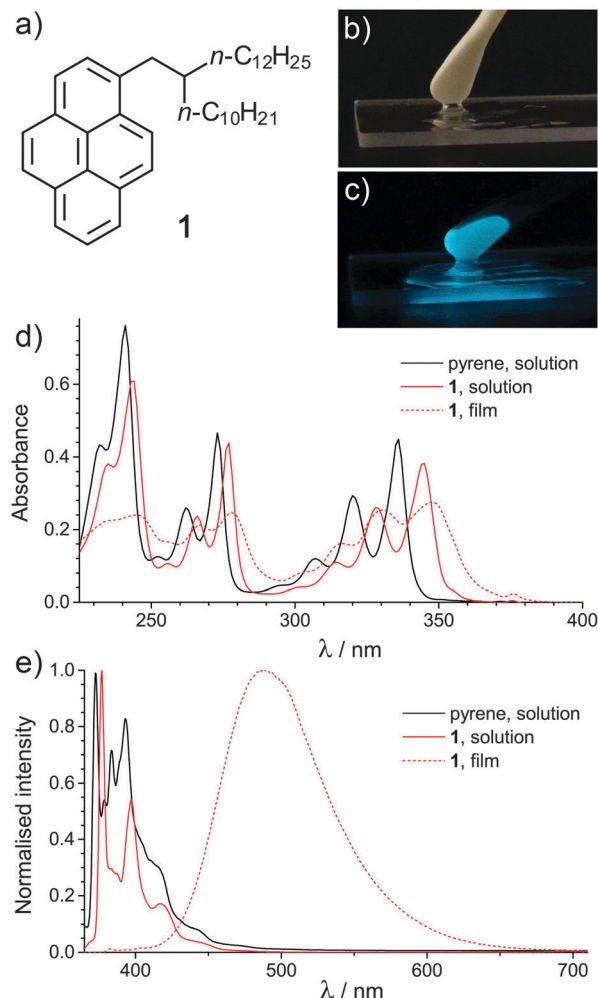 a)
n-C12H25
n-C10H21
1
b)
c)
d)
pyrene, solution
1, solution
1, film
Absorbance
0.6
0.4
0.2
0.0
250
300
350
400
λ / nm
e)
pyrene, solution
1, solution
1, film
Normalised intensity
1.0
0.8
0.6
0.4
0.2
0.0
400
500
600
700
λ / nm